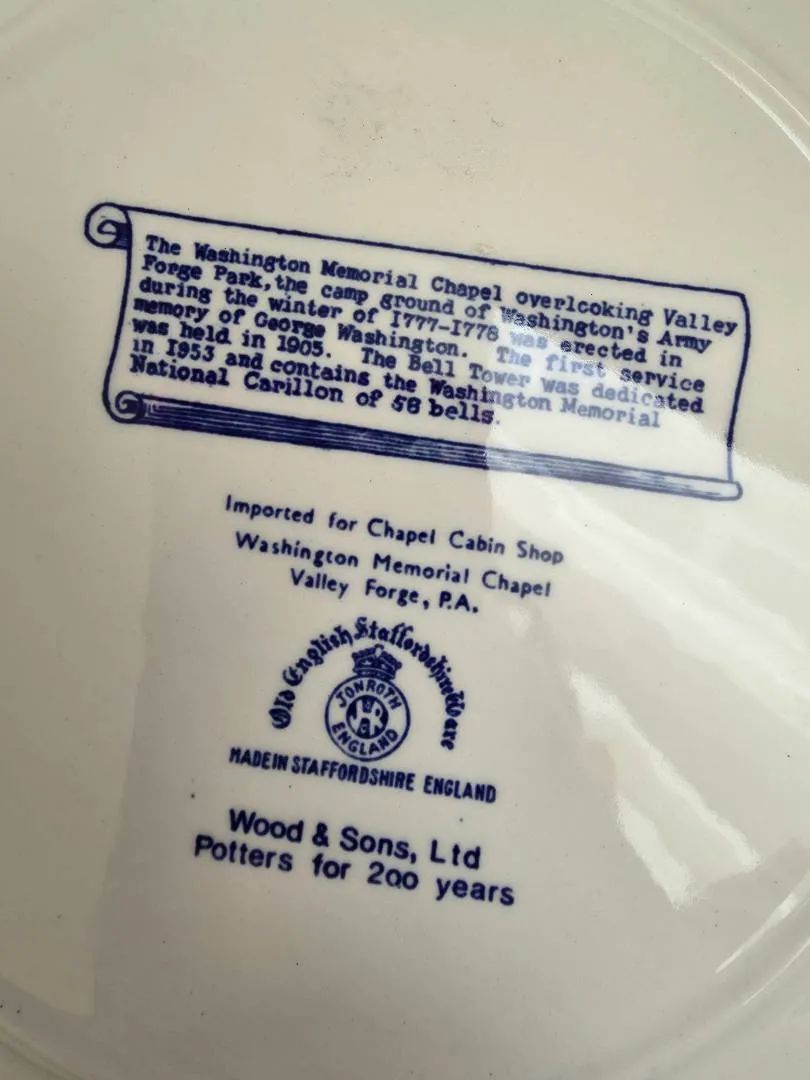 The Washington Memorial Chapel overlooking Valley
Forge Park, the camp ground of Washington's Army
during the winter of I777-I778 was erected in
memory of George Washington. The first service
was held in 1905. The Bell Tower was dedicated
in I953 and contains the Washington Memorial
National Carillon of 58 bells.
Imported for Chapel Cabin Shop
Washington Memorial Chapel
Valley Forge, P.A.
Old English Staffordshire Ware
JONROTH
ENGLAND
MADE IN STAFFORDSHIRE ENGLAND
Wood & Sons, Ltd
Potters for 200 years